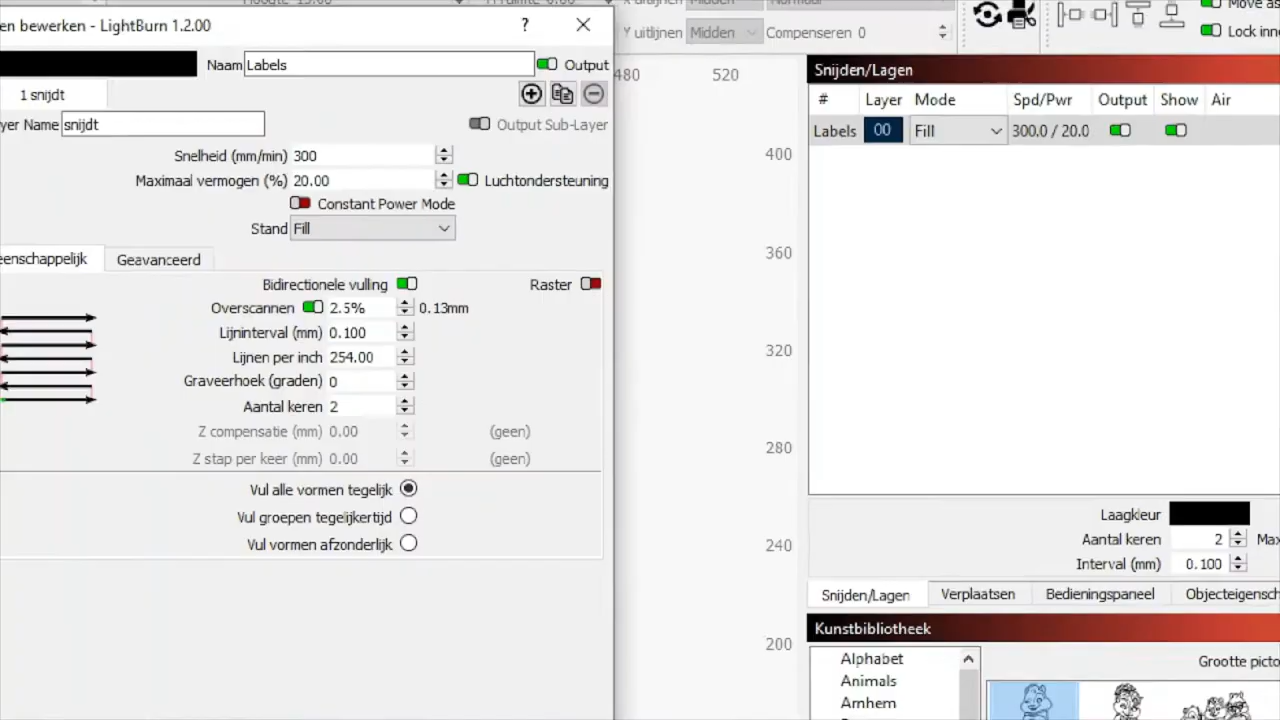 en bewerken - LightBurn 1.2.00
?
Naam Labels
Output
1 snijdt
yer Name snijdt
Output Sub-Layer
Snelheid (mm/min) 300
Maximaal vermogen (%) 20.00
Luchtondersteuning
Constant Power Mode
Stand Fill
eenschappelijk
Geavanceerd
Bidirectionele vulling
Raster
Overscannen 2.5% 0.13mm
Lijninterval (mm) 0.100
Lijnen per inch 254.00
Graveerhoek (graden) 0
Aantal keren 2
Z compensatie (mm) 0.00 (geen)
Z stap per keer (mm) 0.00 (geen)
Vul alle vormen tegelijk
Vul groepen tegelijkertijd
Vul vormen afzonderlijk
X uitlijnen Midden
Normaal
Y uitlijnen Midden Compenseren 0
Move as
Lock inne
480 520
400
360
320
280
240
200
Snijden/Lagen
# Layer Mode Spd/Pwr Output Show Air
Labels 00 Fill 300.0 / 20.0
Laagkleur
Aantal keren 2 Max
Interval (mm) 0.100
Snijden/Lagen Verplaatsen Bedieningspaneel Objecteigensch
Kunstbibliotheek
Alphabet
Animals
Arnhem
Grootte picto